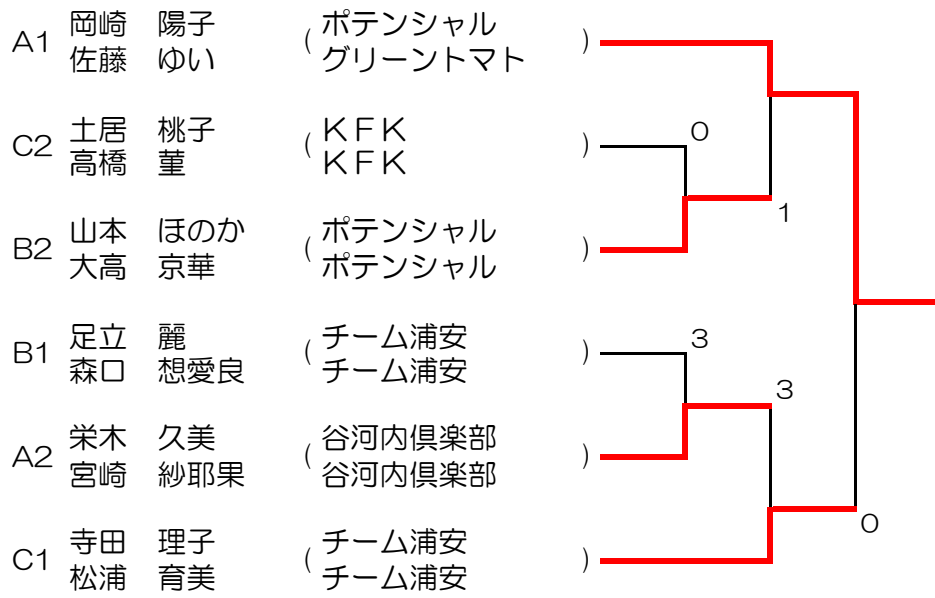 A1 岡崎 陽子 ( ポテンシャル )
佐藤 ゆい グリーントマト
C2 土居 桃子 ( ＫＦＫ ) 0
高橋 菫 ＫＦＫ
1
B2 山本 ほのか ( ポテンシャル )
大高 京華 ポテンシャル
B1 足立 麗 ( チーム浦安 ) 3
森口 想愛良 チーム浦安
3
A2 栄木 久美 ( 谷河内倶楽部 )
宮崎 紗耶果 谷河内倶楽部
0
C1 寺田 理子 ( チーム浦安 )
松浦 育美 チーム浦安